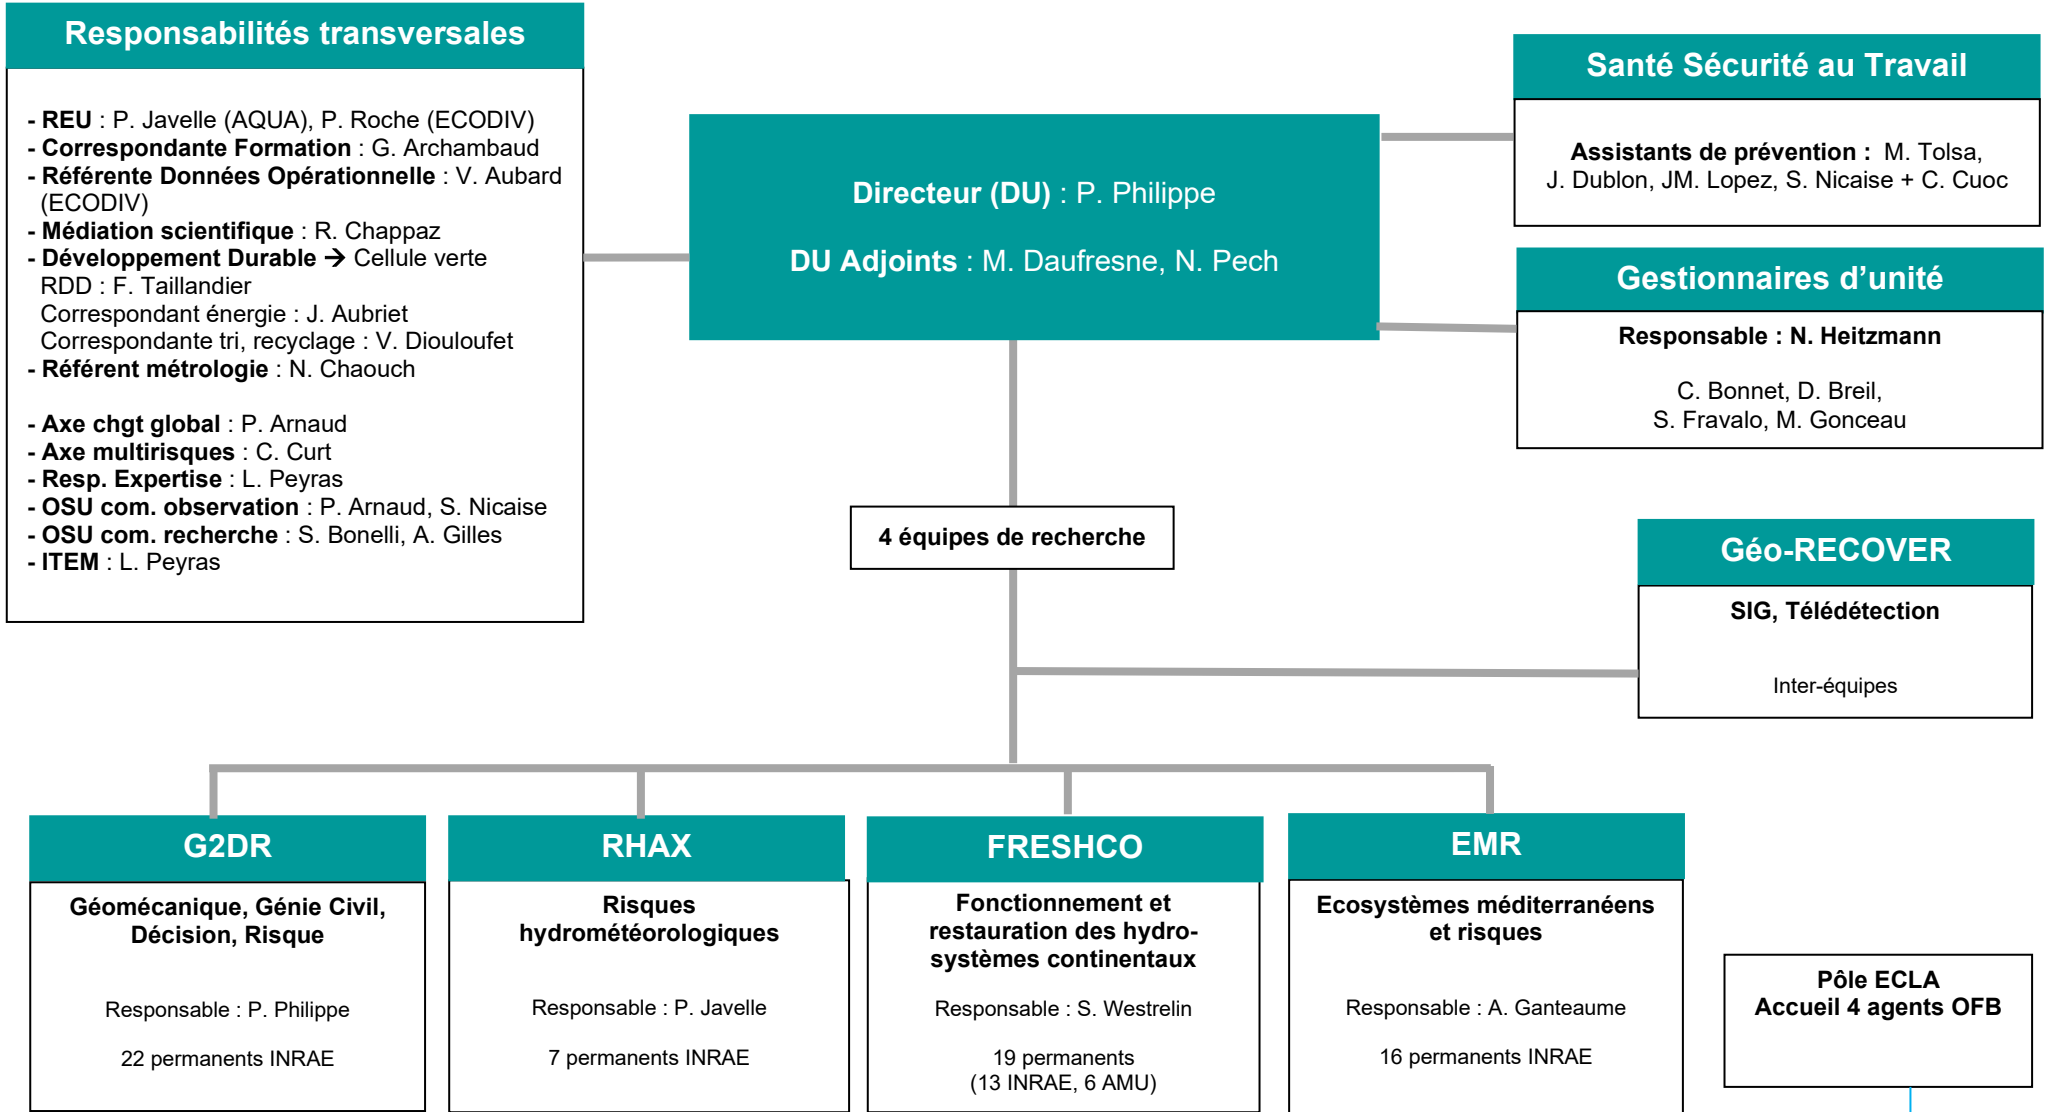 Responsabilités transversales
- REU : P. Javelle (AQUA), P. Roche (ECODIV)
- Correspondante Formation : G. Archambaud
- Référente Données Opérationnelle : V. Aubard
(ECODIV)
- Médiation scientifique : R. Chappaz
- Développement Durable → Cellule verte
RDD : F. Taillandier
Correspondant énergie : J. Aubriet
Correspondante tri, recyclage : V. Diouloufet
- Référent métrologie : N. Chaouch
- Axe chgt global : P. Arnaud
- Axe multirisques : C. Curt
- Resp. Expertise : L. Peyras
- OSU com. observation : P. Arnaud, S. Nicaise
- OSU com. recherche : S. Bonelli, A. Gilles
- ITEM : L. Peyras
Directeur (DU) : P. Philippe
DU Adjoints : M. Daufresne, N. Pech
Santé Sécurité au Travail
Assistants de prévention : M. Tolsa,
J. Dublon, JM. Lopez, S. Nicaise + C. Cuoc
Gestionnaires d’unité
Responsable : N. Heitzmann
C. Bonnet, D. Breil,
S. Fravalo, M. Gonceau
4 équipes de recherche
Géo-RECOVER
SIG, Télédétection
Inter-équipes
G2DR
Géomécanique, Génie Civil,
Décision, Risque
Responsable : P. Philippe
22 permanents INRAE
RHAX
Risques
hydrométéorologiques
Responsable : P. Javelle
7 permanents INRAE
FRESHCO
Fonctionnement et
restauration des hydro-
systèmes continentaux
Responsable : S. Westrelin
19 permanents
(13 INRAE, 6 AMU)
EMR
Ecosystèmes méditerranéens
et risques
Responsable : A. Ganteaume
16 permanents INRAE
Pôle ECLA
Accueil 4 agents OFB